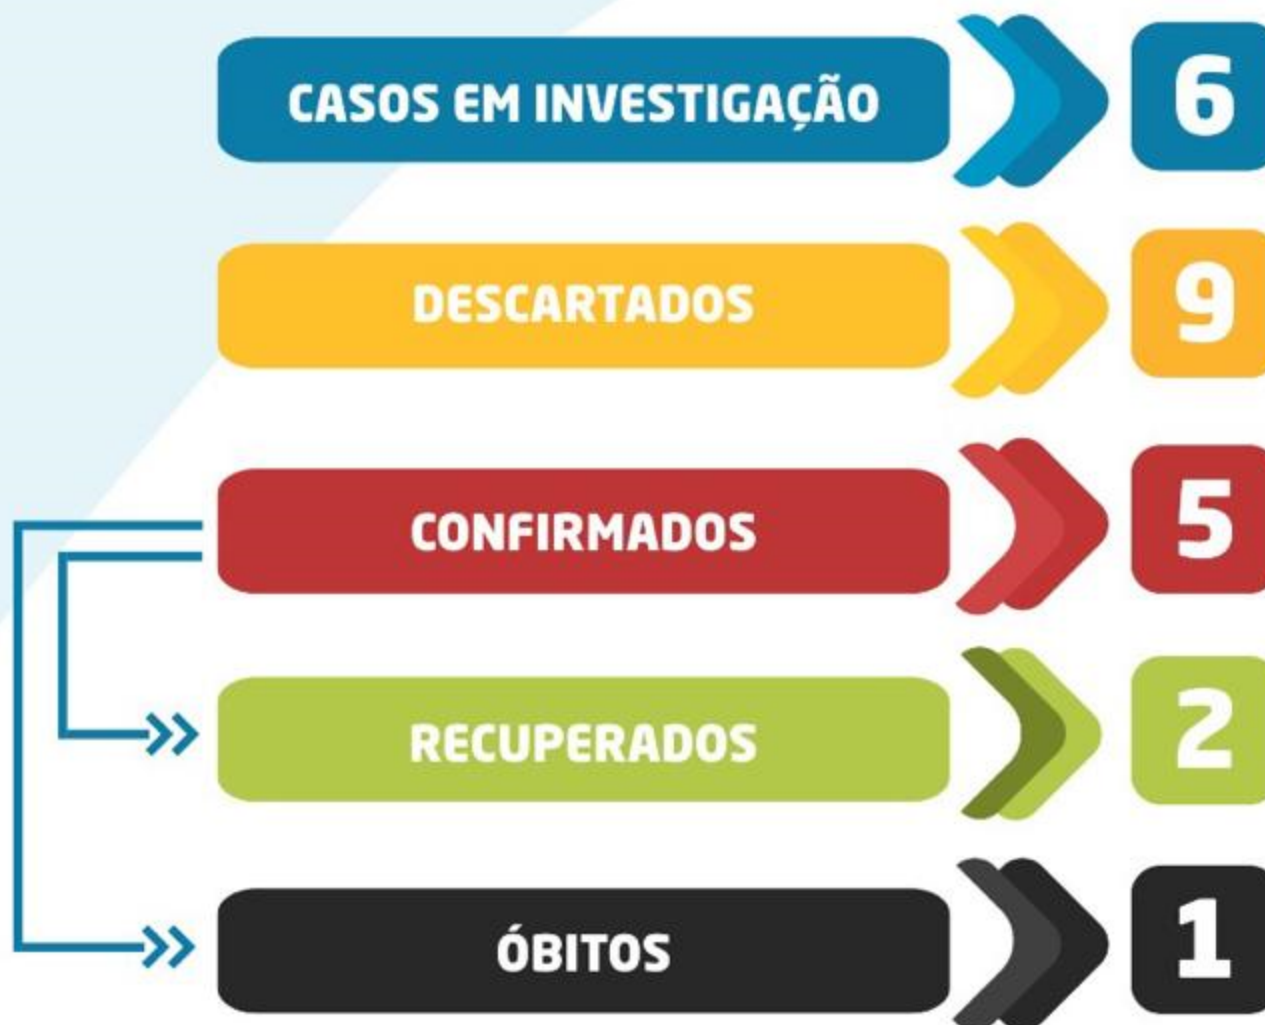 CASOS EM INVESTIGAÇÃO 6
DESCARTADOS 9
CONFIRMADOS 5
RECUPERADOS 2
ÓBITOS 1